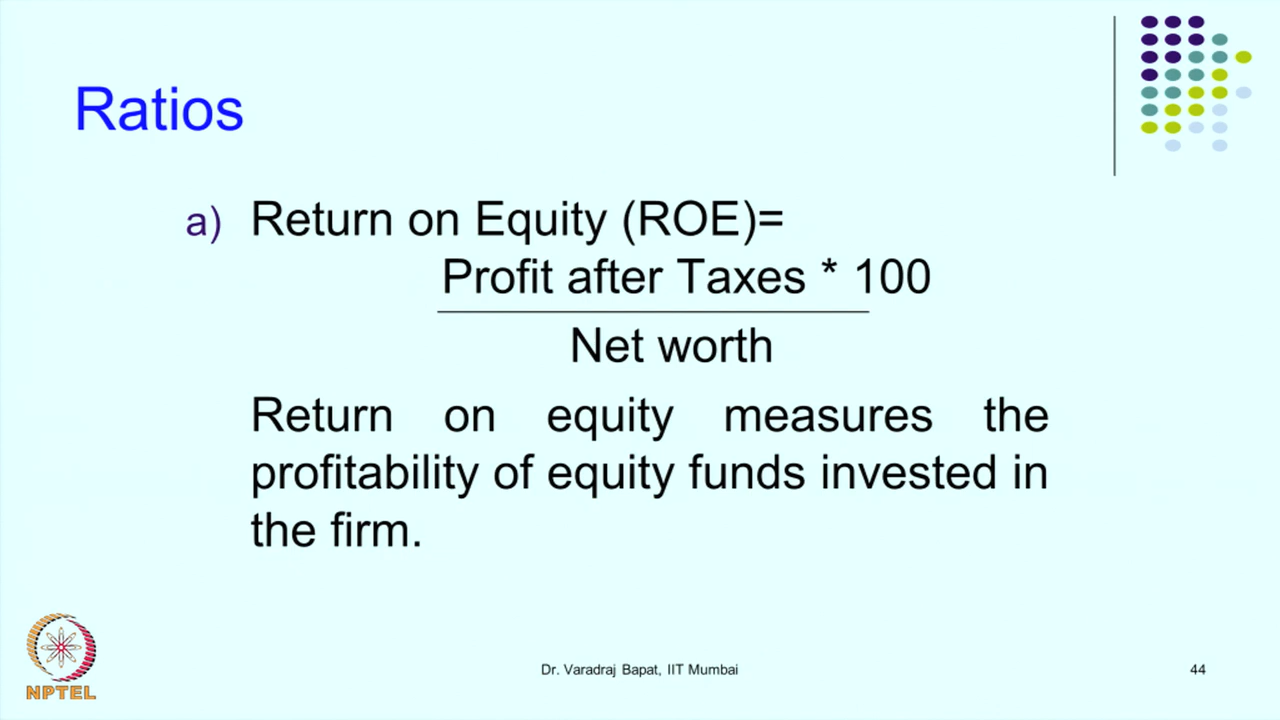 Ratios
a) Return on Equity (ROE)=
Profit after Taxes * 100
Net worth
Return on equity measures the
profitability of equity funds invested in
the firm.
NPTEL
Dr. Varadraj Bapat, IIT Mumbai
44